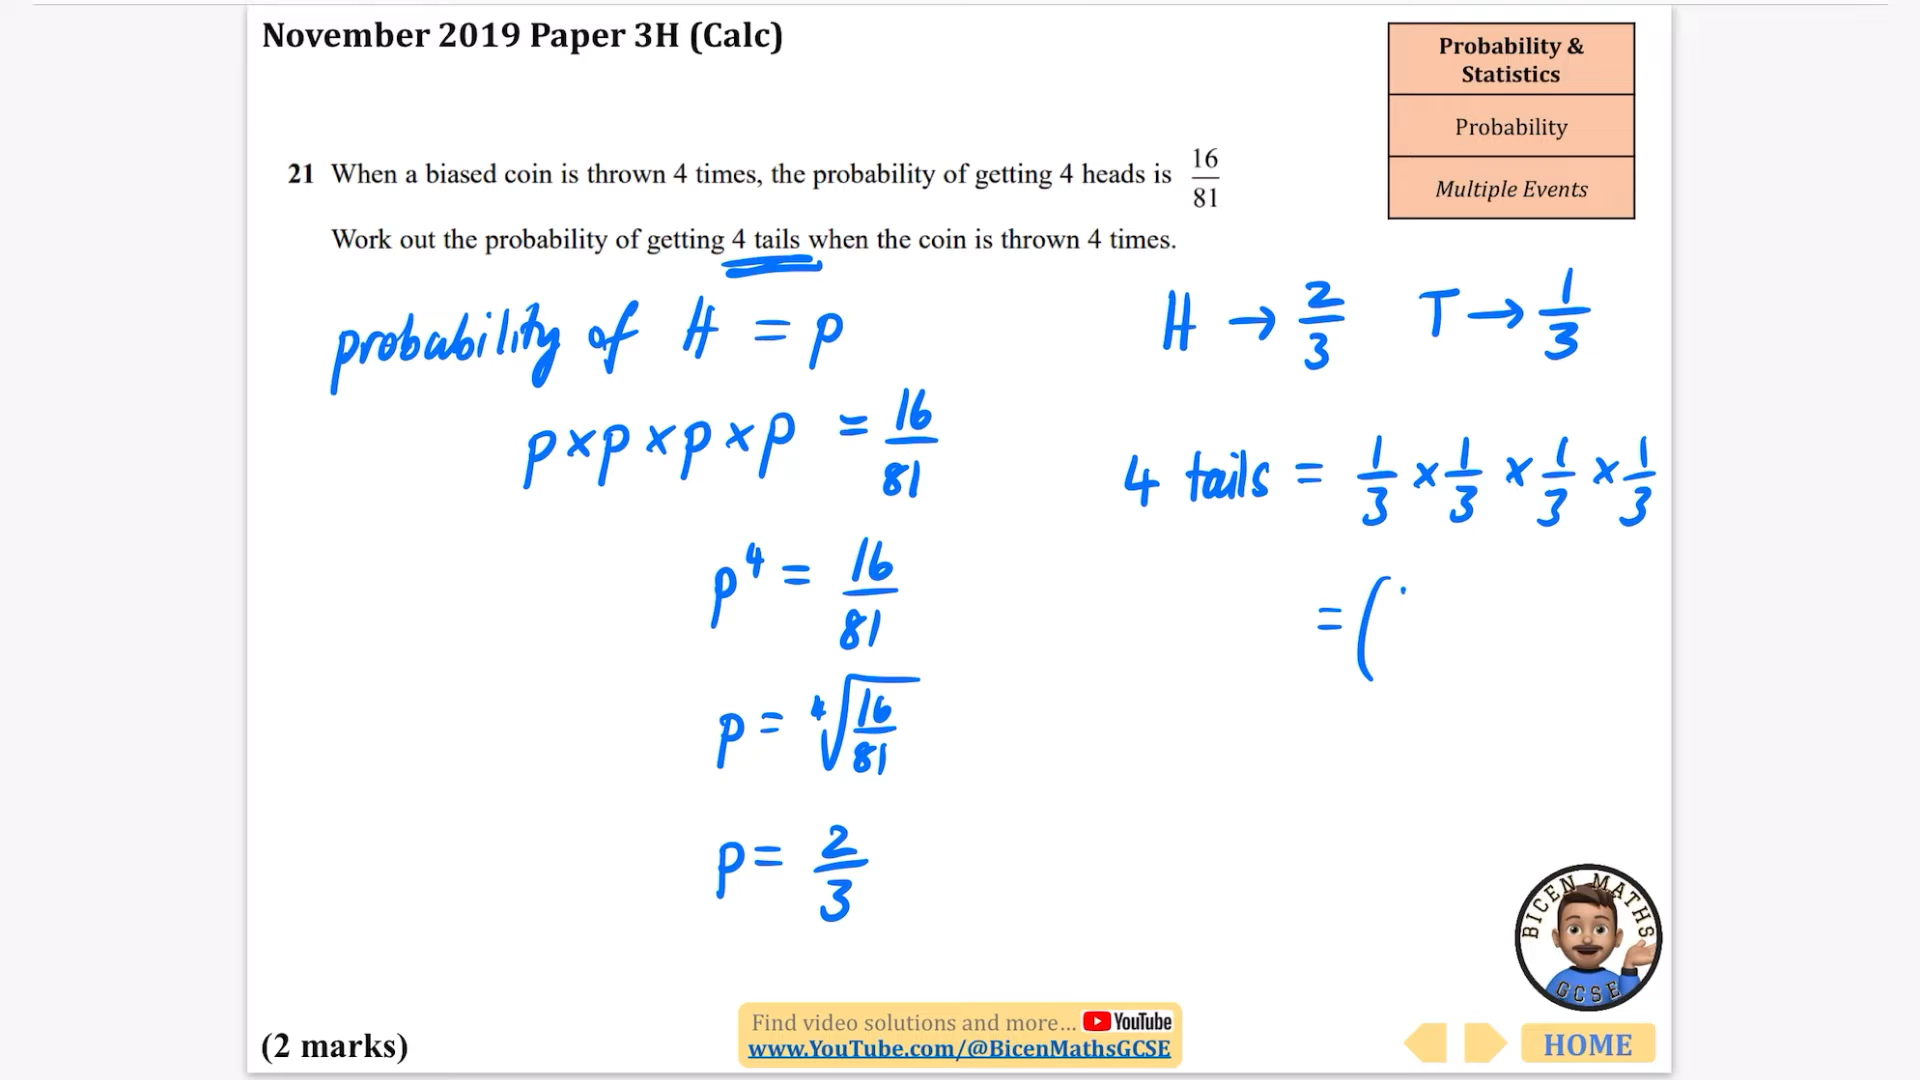 November 2019 Paper 3H (Calc)
Probability &
Statistics
Probability
Multiple Events
21 When a biased coin is thrown 4 times, the probability of getting 4 heads is 16/81
Work out the probability of getting 4 tails when the coin is thrown 4 times.
probability of H = p
p×p×p×p = 16/81
p⁴ = 16/81
p = ∜(16/81)
p = 2/3
H → 2/3 T → 1/3
4 tails = 1/3 × 1/3 × 1/3 × 1/3
= (
BICEN MATHS
GCSE
(2 marks)
Find video solutions and more... YouTube
www.YouTube.com/@BicenMathsGCSE
HOME